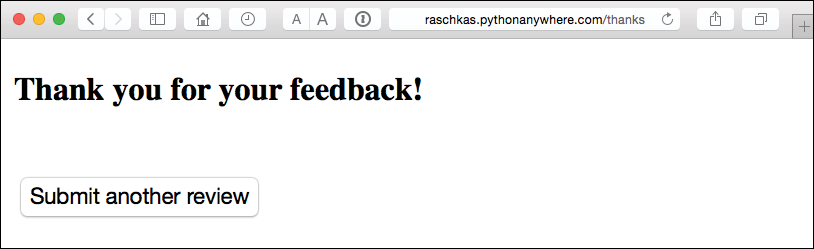 A A raschkas.pythonanywhere.com/thanks
Thank you for your feedback!
Submit another review